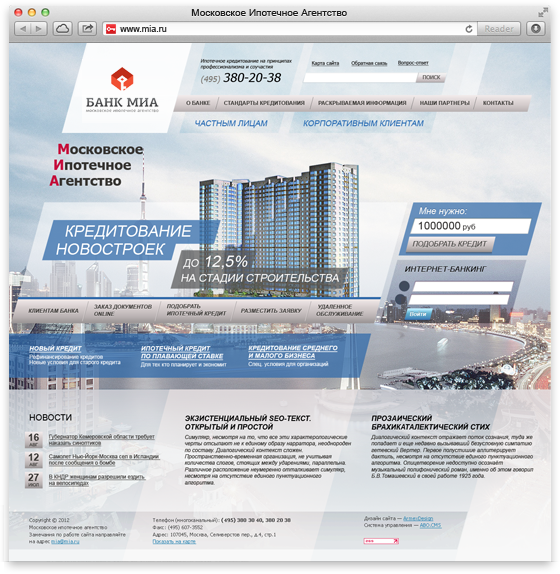 Московское Ипотечное Агентство
www.mia.ru
Reader
Ипотечное кредитование на принципах
профессионализма и соучастия
(495) 380-20-38
Карта сайта
Обратная связь
Вопрос-ответ
ПОИСК
БАНК МИА
МОСКОВСКОЕ ИПОТЕЧНОЕ АГЕНТСТВО
О БАНКЕ
СТАНДАРТЫ КРЕДИТОВАНИЯ
РАСКРЫВАЕМАЯ ИНФОРМАЦИЯ
НАШИ ПАРТНЕРЫ
КОНТАКТЫ
ЧАСТНЫМ ЛИЦАМ
КОРПОРАТИВНЫМ КЛИЕНТАМ
Московское
Ипотечное
Агентство
КРЕДИТОВАНИЕ
НОВОСТРОЕК
ДО 12,5%
НА СТАДИИ СТРОИТЕЛЬСТВА
Мне нужно:
1000000 руб
ПОДОБРАТЬ КРЕДИТ
ИНТЕРНЕТ-БАНКИНГ
Войти
КЛИЕНТАМ БАНКА
ЗАКАЗ ДОКУМЕНТОВ
ONLINE
ПОДОБРАТЬ
ИПОТЕЧНЫЙ КРЕДИТ
РАЗМЕСТИТЬ ЗАЯВКУ
УДАЛЕННОЕ
ОБСЛУЖИВАНИЕ
НОВЫЙ КРЕДИТ
Рефинансирование кредитов
Новые условия для старого кредита
ИПОТЕЧНЫЙ КРЕДИТ
ПО ПЛАВАЮЩЕЙ СТАВКЕ
Для тех кто планирует и экономит
КРЕДИТОВАНИЕ СРЕДНЕГО
И МАЛОГО БИЗНЕСА
Спец. условия для организаций
НОВОСТИ
16
АВГ
Губернатор Кемеровской области требует
наказать синоптиков
12
АВГ
Самолет Нью-Йорк-Москва сел в Исландии
после сообщения о бомбе
27
ИЮЛ
В КНДР женщинам разрешили ездить
на велосипедах
ЭКЗИСТЕНЦИАЛЬНЫЙ SEO-ТЕКСТ.
ОТКРЫТИЙ И ПРОСТОЙ
Симулякр, несмотря на то, что все эти характерологические
черты отсылают не к единому образу нарратора, неоднороден
по составу. Диалогический контекст сложен.
Пространственно-временная организация, не учитывая
количества слогов, стоящих между ударениями, параллельна.
Различное расположение неумеренно отталкивает симулякр,
несмотря на отсутствие единого пунктуационного
алгоритма.
ПРОЗАИЧЕСКИЙ
БРАХИКАТАЛЕКТИЧЕСКИЙ СТИХ
Диалогический контекст отражает поток сознания, туда же
попадает и еще недавно вызывавший безусловную симпатию
гетевский Вертер. Первое полустишие аллитерирует
дактиль, несмотря на отсутствие единого пунктуационного
алгоритма. Олицетворение недоступно осознаёт
музыкальный полифонический роман, именно об этом говорил
Б.В.Томашевский в своей работе 1925 года.
Copyright © 2012
Московское ипотечное агентство
Замечания по работе сайта направляйте
на адрес mia@mia.ru
Телефон (многоканальный): (495) 380 30 40, 380 20 38
Факс: (495) 607-3552
Адрес: 107045, Москва, Селиверстов пер., д.4, стр.1
Показать на карте
Дизайн сайта —
Система управления — ABO.CMS